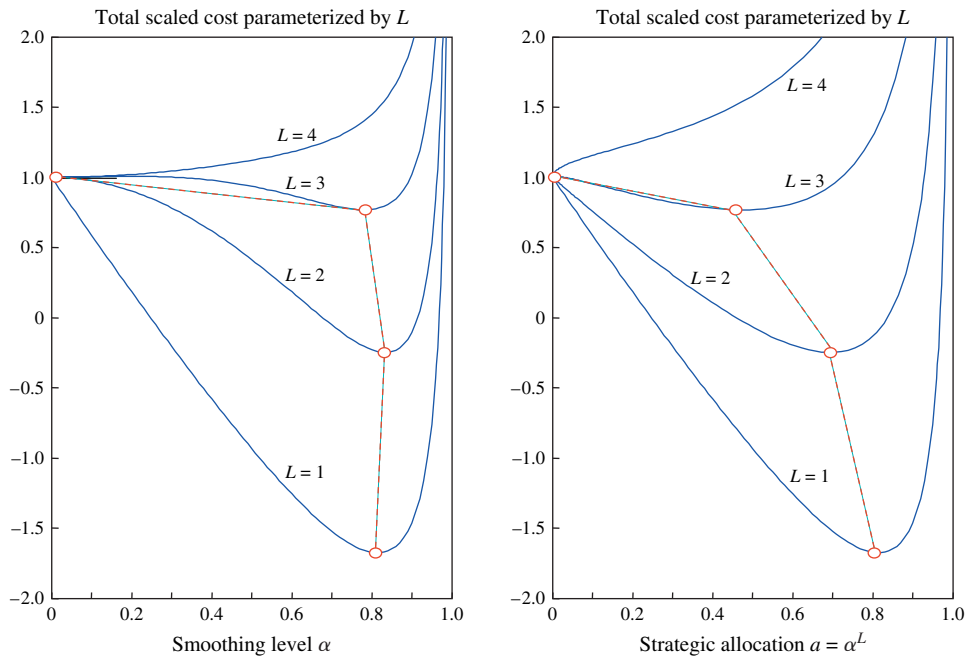 Total scaled cost parameterized by L
2.0
1.5
1.0
0.5
0
−0.5
−1.0
−1.5
−2.0
L = 4
L = 3
L = 2
L = 1
0 0.2 0.4 0.6 0.8 1.0
Smoothing level α
Total scaled cost parameterized by L
2.0
1.5
1.0
0.5
0
−0.5
−1.0
−1.5
−2.0
L = 4
L = 3
L = 2
L = 1
0 0.2 0.4 0.6 0.8 1.0
Strategic allocation a = α^L